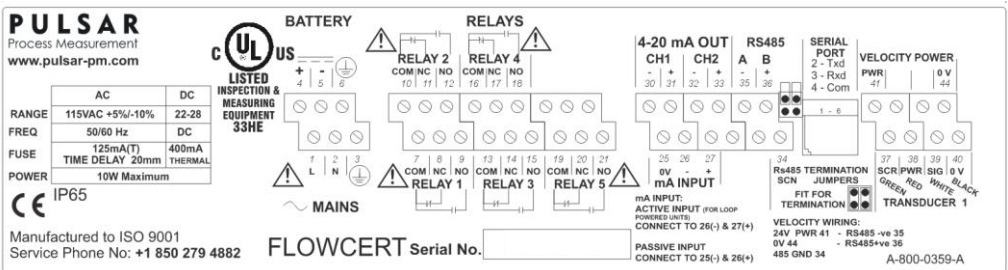 PULSAR
Process Measurement
www.pulsar-pm.com
AC DC
RANGE 115VAC +5%/-10% 22-28
FREQ 50/60 Hz DC
FUSE 125mA(T) TIME DELAY 20mm 400mA THERMAL
POWER 10W Maximum
CE IP65
Manufactured to ISO 9001
Service Phone No: +1 850 279 4882
C UL US
LISTED
INSPECTION &
MEASURING
EQUIPMENT
33HE
BATTERY
+ - 
4 5 6
1 2 3
L N
MAINS
RELAYS
RELAY 2 RELAY 4
COM NC NO COM NC NO
10 11 12 16 17 18
7 8 9 13 14 15 19 20 21
COM NC NO COM NC NO COM NC NO
RELAY 1 RELAY 3 RELAY 5
FLOWCERT Serial No.
4-20 mA OUT RS485
CH1 CH2 A B
- + - + - +
30 31 32 33 35 36
25 26 27 34
0V - +
mA INPUT
mA INPUT:
ACTIVE INPUT (FOR LOOP
POWERED UNITS)
CONNECT TO 26(-) & 27(+)
PASSIVE INPUT
CONNECT TO 25(-) & 26(+)
SERIAL
PORT
2 - Txd
3 - Rxd
4 - Com
1 - 6
Rs485 TERMINATION
SCN JUMPERS
FIT FOR
TERMINATION
VELOCITY POWER
PWR 0 V
41 44
37 38 39 40
SCR PWR SIG 0 V
GREEN RED WHITE BLACK
TRANSDUCER 1
VELOCITY WIRING:
24V PWR 41 - RS485 -ve 35
0V 44 - RS485+ve 36
485 GND 34
A-800-0359-A